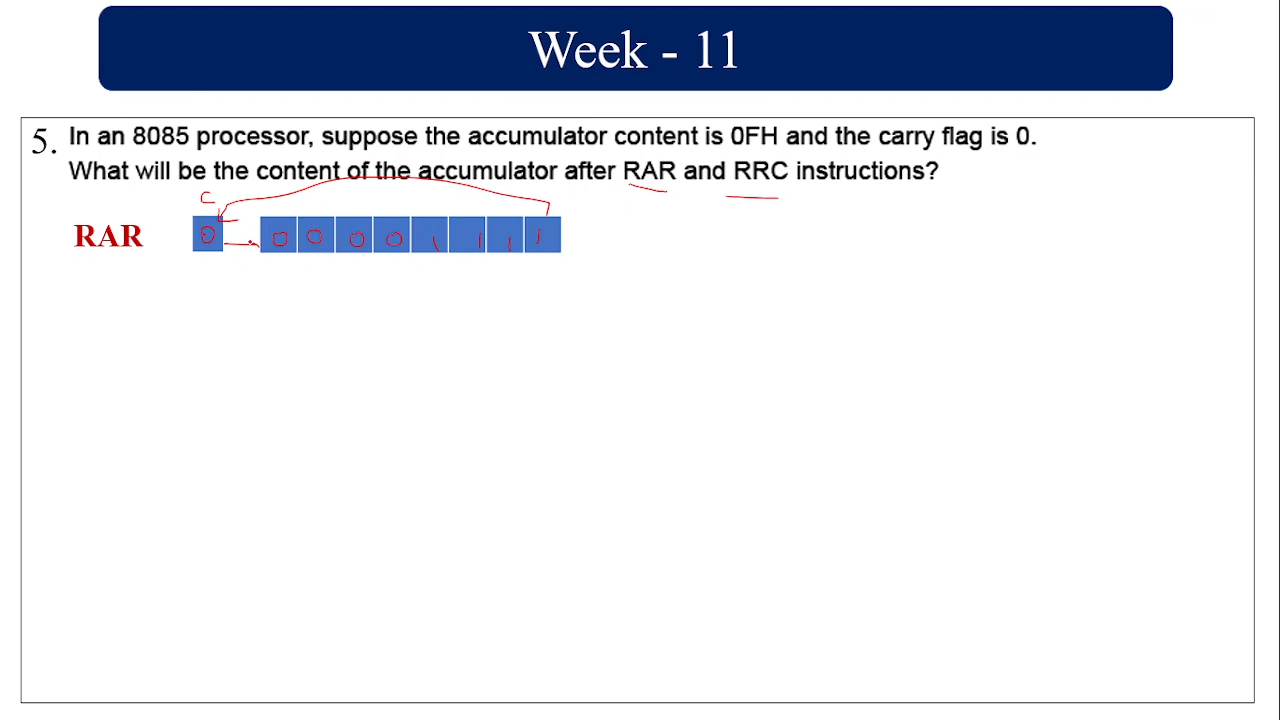 Week - 11
5. In an 8085 processor, suppose the accumulator content is 0FH and the carry flag is 0.
What will be the content of the accumulator after RAR and RRC instructions?
C
RAR 0 0 0 0 0 1 1 1 1